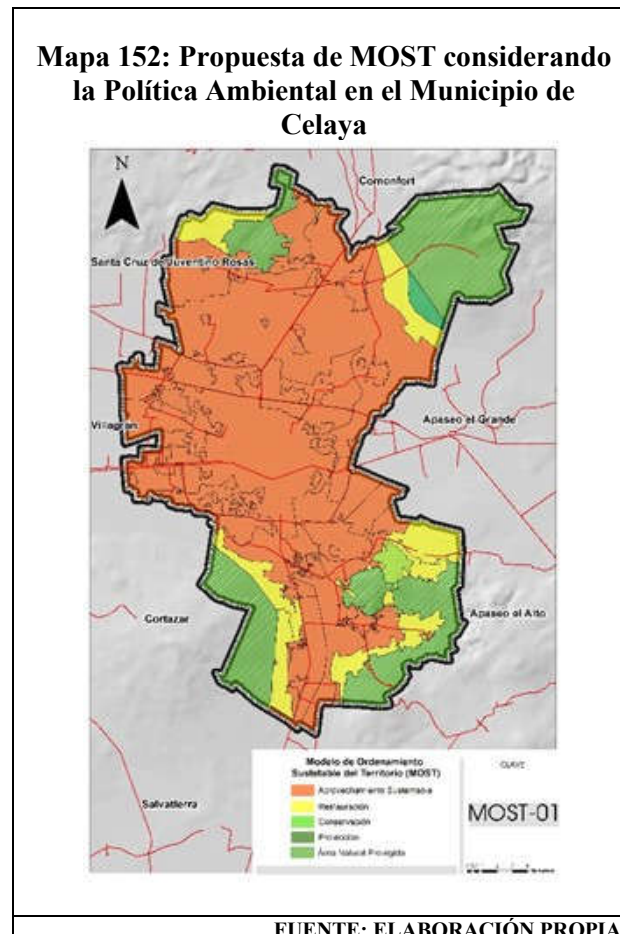 Mapa 152: Propuesta de MOST considerando
la Política Ambiental en el Municipio de
Celaya
N
Comonfort
Santa Cruz de Juventino Rosas
Villagran
Apaseo el Grande
Cortazar
Apaseo el Alto
Salvatierra
Modelo de Ordenamiento
Sustetable del Territorio (MOST)
Aprovechamiento Sustentable
Restauración
Conservación
Protección
Área Natural Protegida
CLAVE
MOST-01
FUENTE: ELABORACIÓN PROPIA